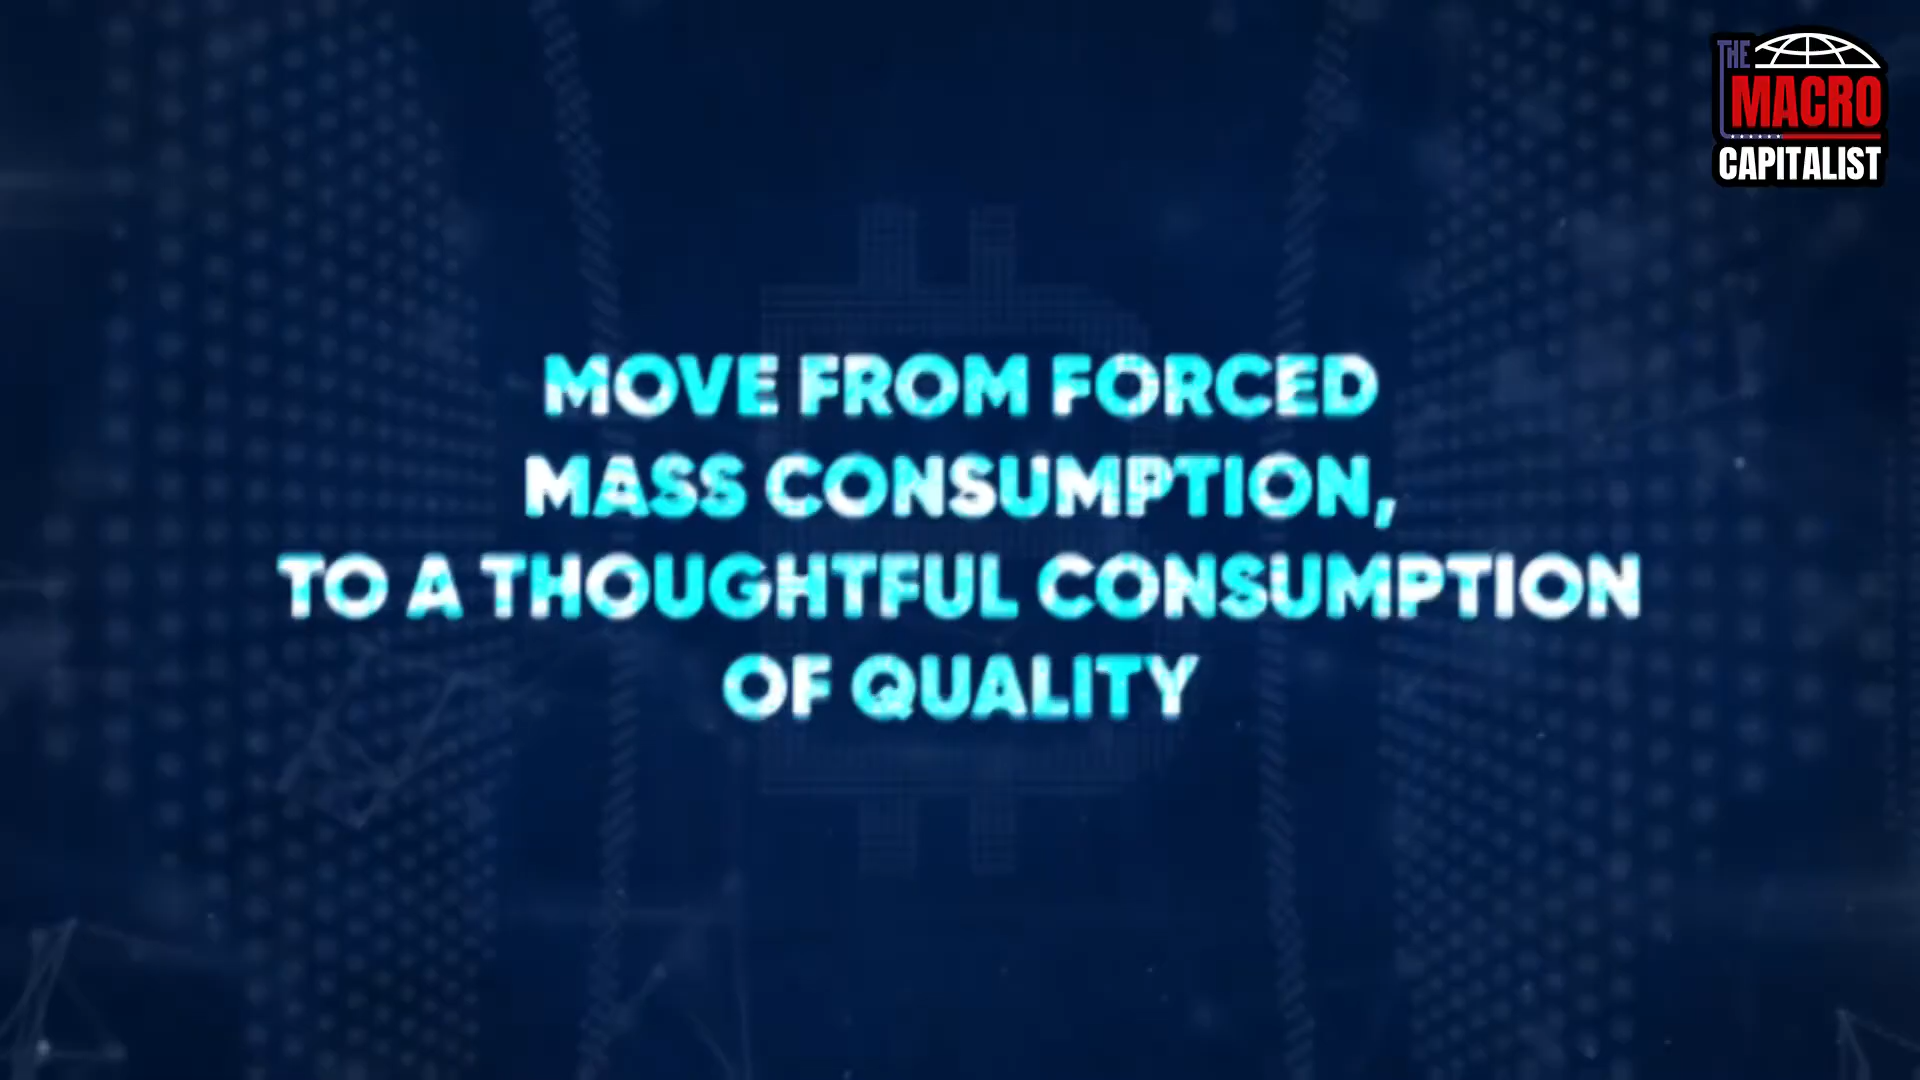 THE
MACRO
CAPITALIST
MOVE FROM FORCED
MASS CONSUMPTION,
TO A THOUGHTFUL CONSUMPTION
OF QUALITY